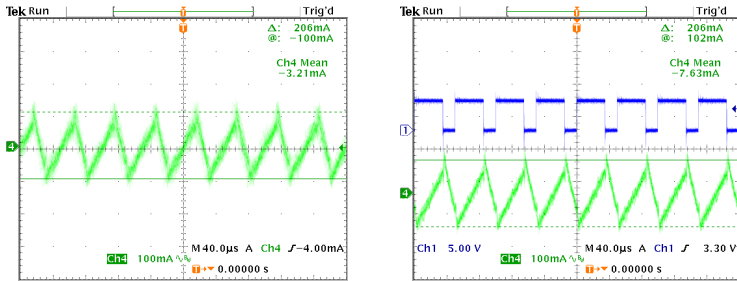 Tek Run
Trig'd
T
T
Δ: 206mA
@: −100mA
Ch4 Mean
−3.21mA
4
M 40.0µs A Ch4 ∫ −4.00mA
Ch4 100mA ∿
T→▼ 0.00000 s
Tek Run
Trig'd
T
T
Δ: 206mA
@: 102mA
Ch4 Mean
−7.63mA
1
4
Ch1 5.00 V
M 40.0µs A Ch1 ∫ 3.30 V
Ch4 100mA ∿
T→▼ 0.00000 s